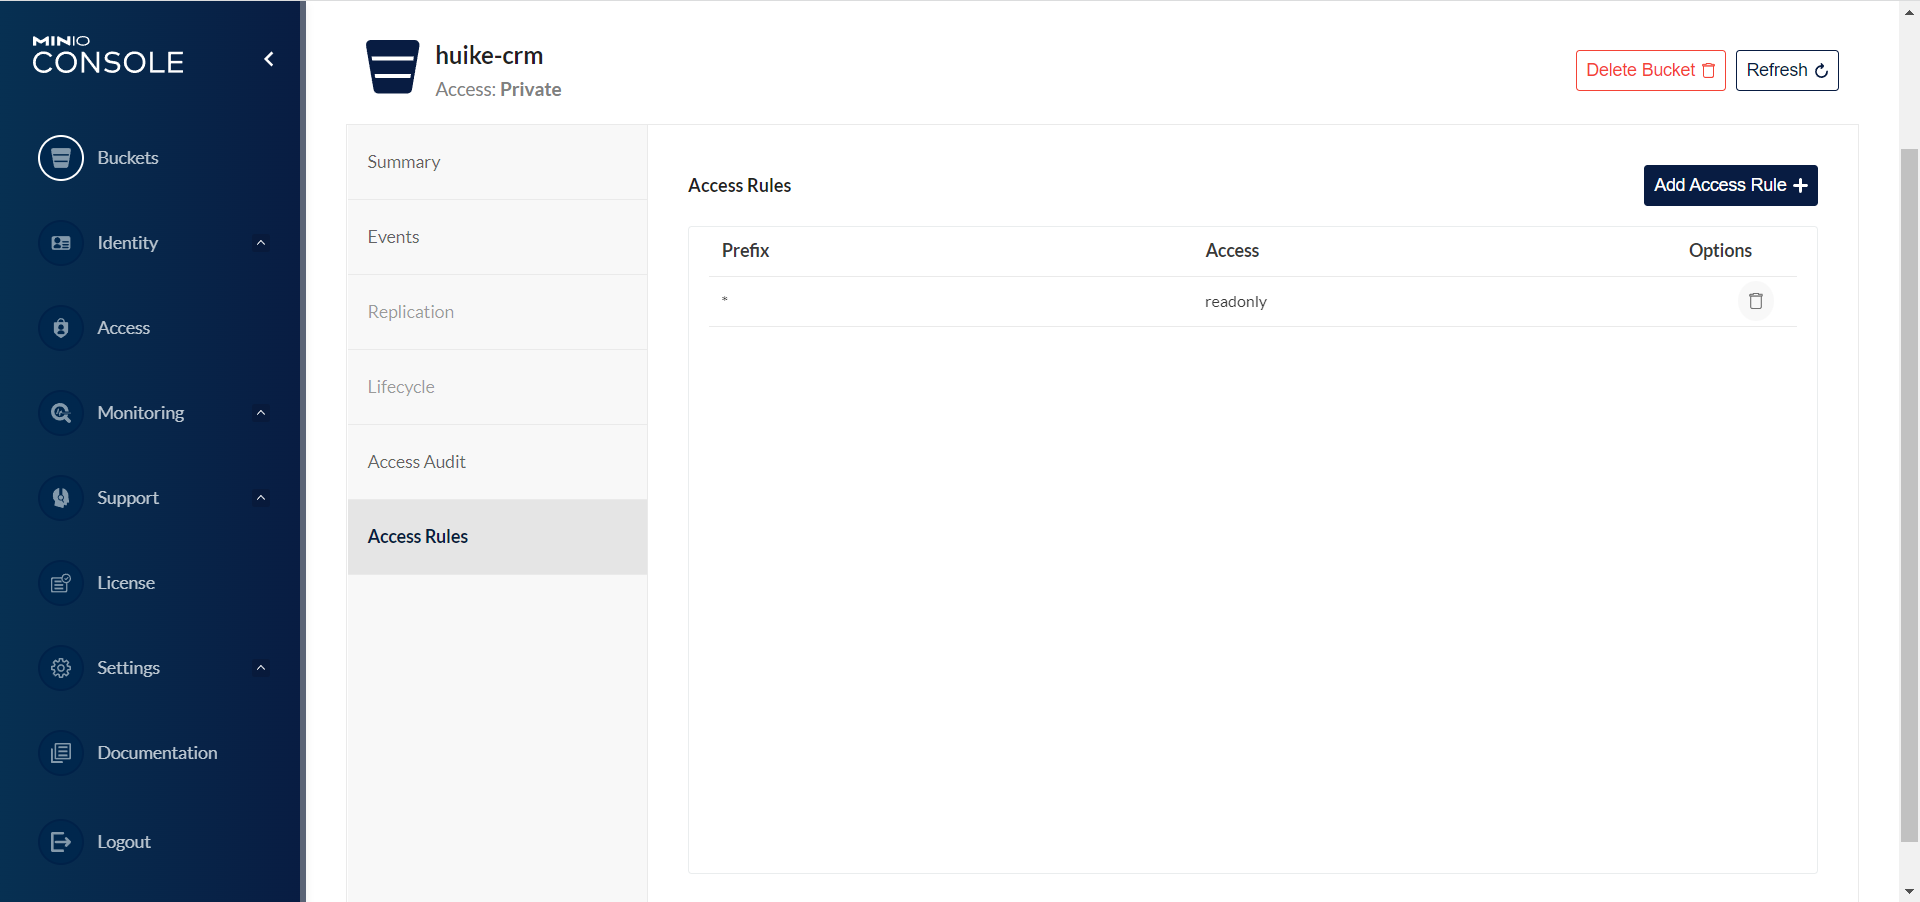 MINIO
CONSOLE
Buckets
Identity
Access
Monitoring
Support
License
Settings
Documentation
Logout
huike-crm
Access: Private
Delete Bucket
Refresh
Summary
Events
Replication
Lifecycle
Access Audit
Access Rules
Access Rules
Add Access Rule +
Prefix Access Options
* readonly